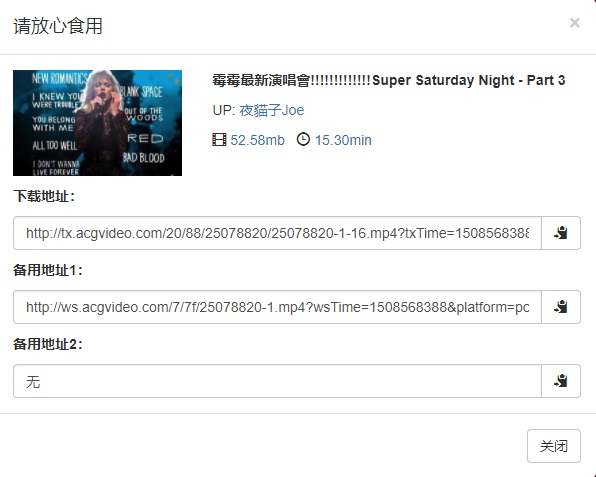 请放心食用
×
NEW ROMANTICS
BLANK SPACE
I KNEW YOU
WERE TROUBLE
OUT OF THE
WOODS
YOU BELONG
WITH ME
RED
ALL TOO WELL
BAD BLOOD
I DON'T WANNA
LIVE FOREVER
霉霉最新演唱會!!!!!!!!!!!!!Super Saturday Night - Part 3
UP: 夜貓子Joe
52.58mb 15.30min
下载地址:
http://tx.acgvideo.com/20/88/25078820/25078820-1-16.mp4?txTime=1508568388
备用地址1:
http://ws.acgvideo.com/7/7f/25078820-1.mp4?wsTime=1508568388&platform=pc
备用地址2:
无
关闭